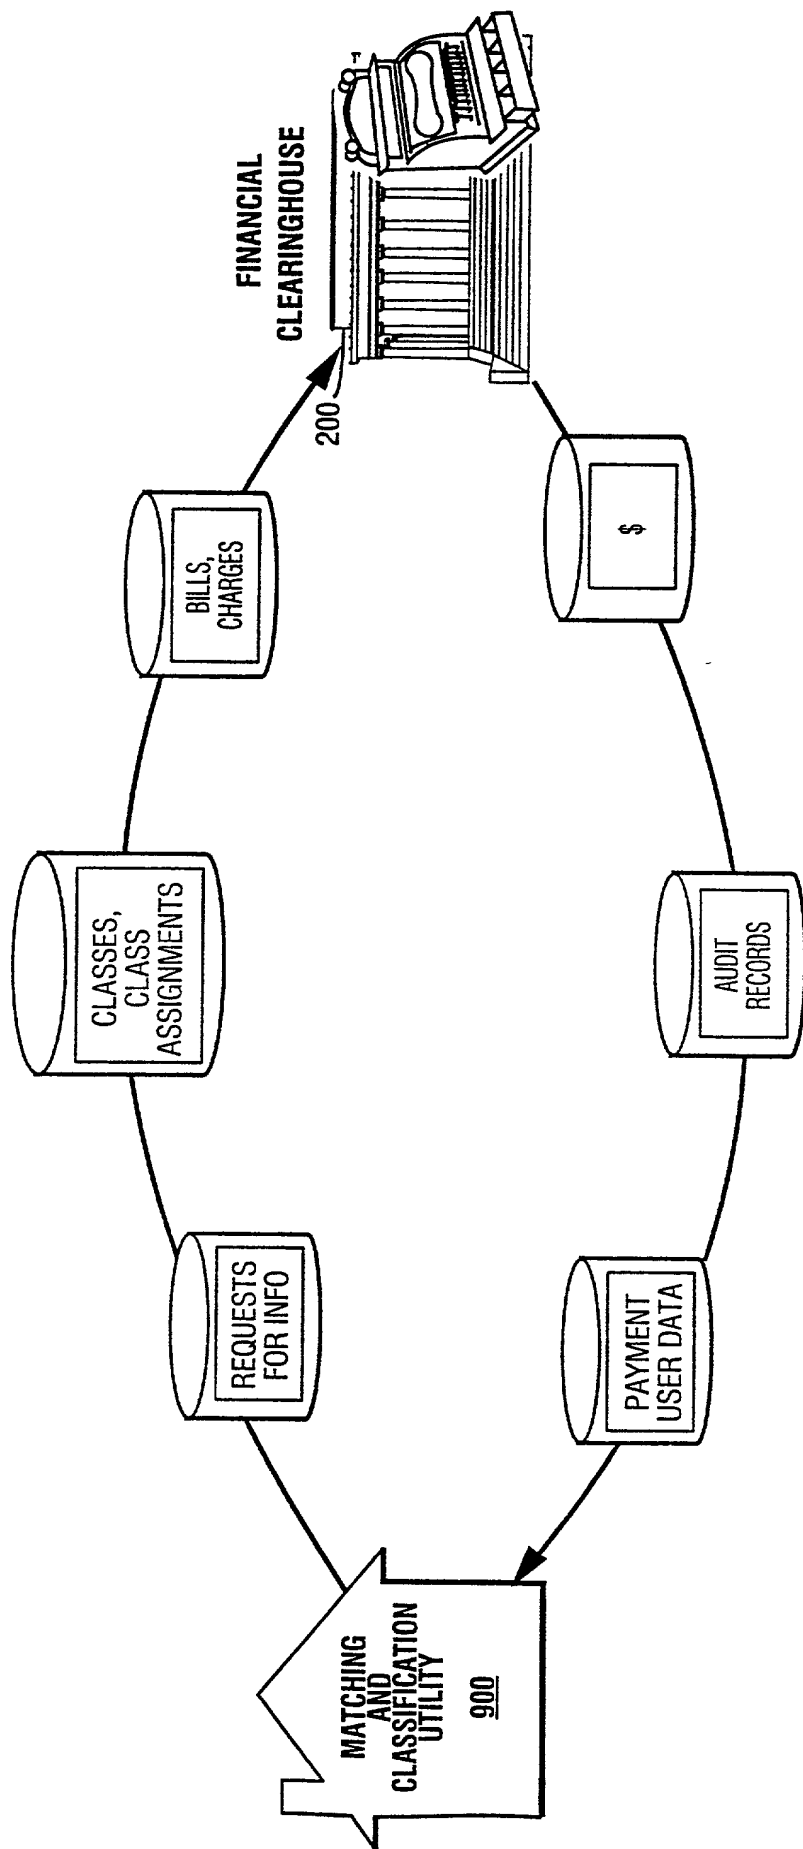 FINANCIAL
CLEARINGHOUSE
200
BILLS,
CHARGES
CLASSES,
CLASS
ASSIGNMENTS
REQUESTS
FOR INFO
MATCHING
AND
CLASSIFICATION
UTILITY
900
$
AUDIT
RECORDS
PAYMENT
USER DATA